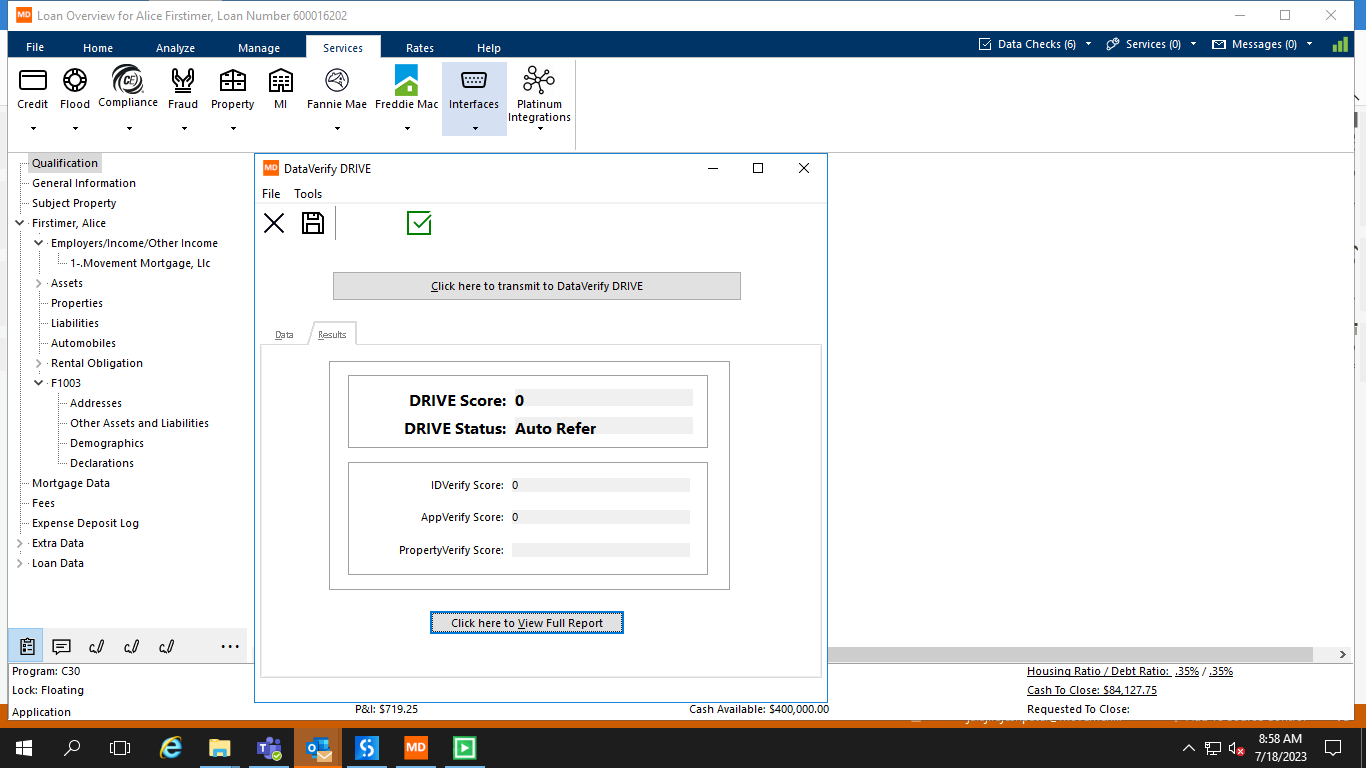 MD Loan Overview for Alice Firstimer, Loan Number 600016202
File Home Analyze Manage Services Rates Help Data Checks (6) Services (0) Messages (0)
Credit Flood Compliance Fraud Property MI Fannie Mae Freddie Mac Interfaces Platinum
Integrations
Qualification
General Information
Subject Property
Firstimer, Alice
Employers/Income/Other Income
1-.Movement Mortgage, Llc
Assets
Properties
Liabilities
Automobiles
Rental Obligation
F1003
Addresses
Other Assets and Liabilities
Demographics
Declarations
Mortgage Data
Fees
Expense Deposit Log
Extra Data
Loan Data
MD DataVerify DRIVE
File Tools
Click here to transmit to DataVerify DRIVE
Data Results
DRIVE Score: 0
DRIVE Status: Auto Refer
IDVerify Score: 0
AppVerify Score: 0
PropertyVerify Score:
Click here to View Full Report
Program: C30
Lock: Floating
Application
P&I: $719.25
Cash Available: $400,000.00
Housing Ratio / Debt Ratio: .35% / .35%
Cash To Close: $84,127.75
Requested To Close:
MD
8:58 AM
7/18/2023